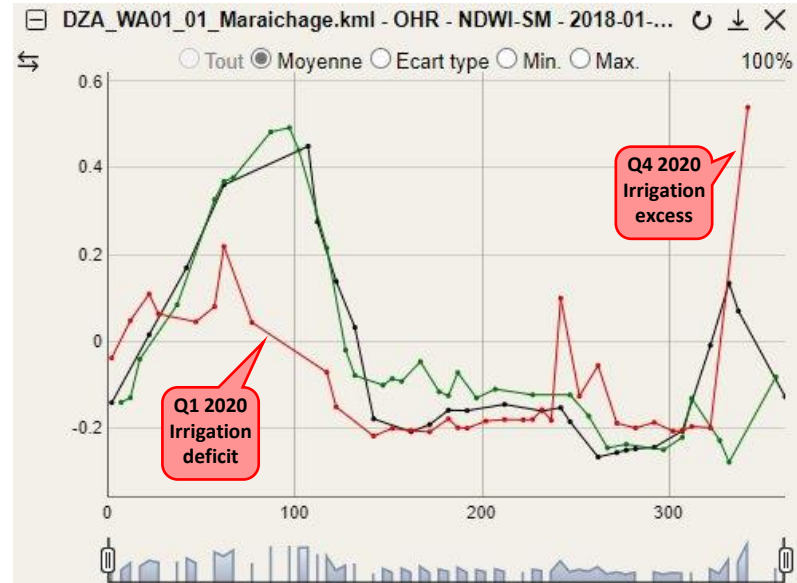 DZA_WA01_01_Maraichage.kml - OHR - NDWI-SM - 2018-01-...
Tout Moyenne Ecart type Min. Max. 100%
0.6
0.4
0.2
0
-0.2
Q4 2020
Irrigation
excess
Q1 2020
Irrigation
deficit
0 100 200 300